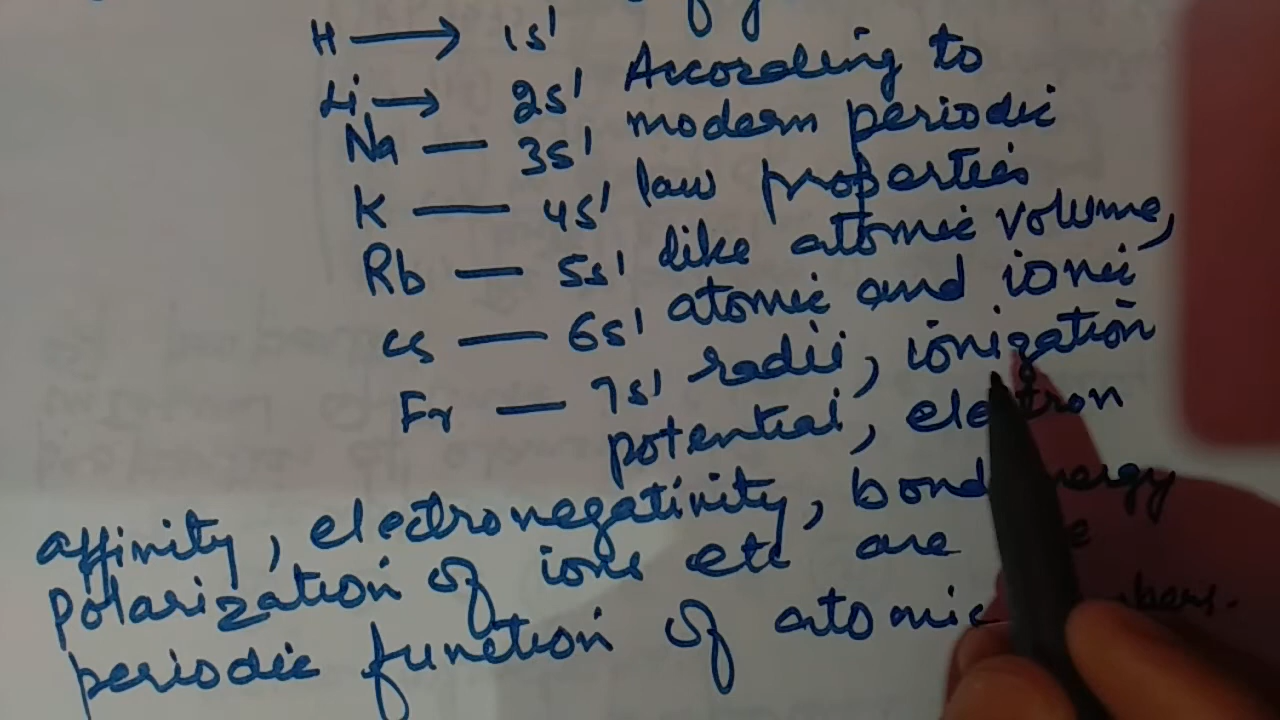 H → 1s¹
Li → 2s¹ According to
Na — 3s¹ modern periodic
K — 4s¹ law properties
Rb — 5s¹ like atomic volume,
Cs — 6s¹ atomic and ionic
Fr — 7s¹ radii, ionization
potential, electron
affinity, electronegativity, bond
polarization of ions etc are
periodic function of atomic